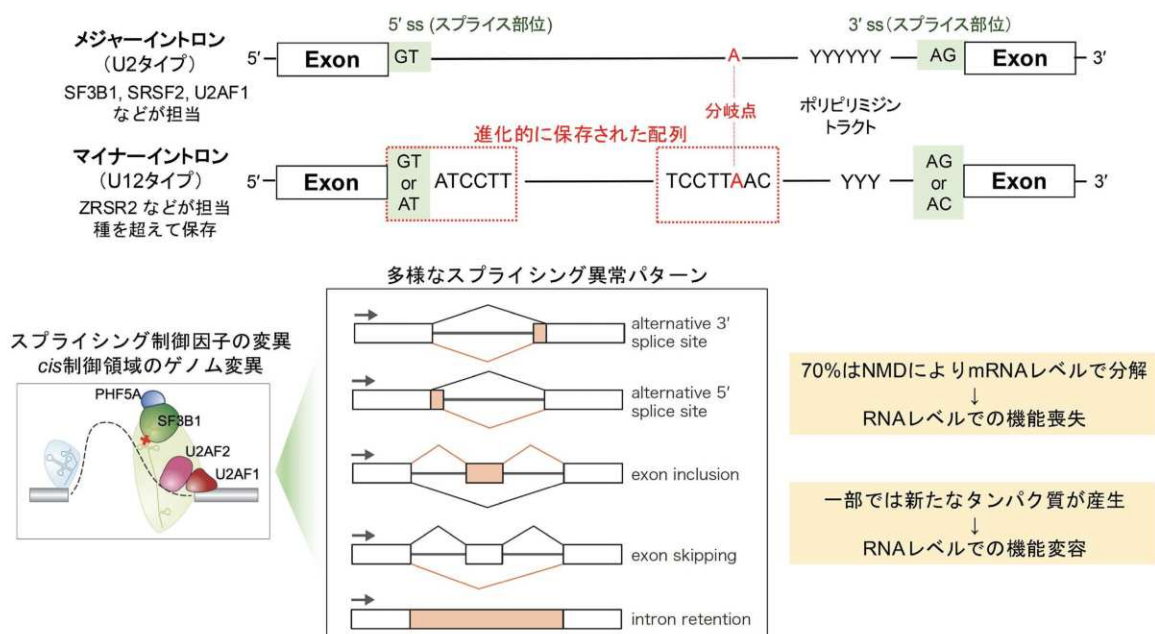 5′ ss (スプライス部位)
3′ ss（スプライス部位）
メジャーイントロン
（U2タイプ）
SF3B1, SRSF2, U2AF1
などが担当
5′
Exon
GT
A
YYYYYY
AG
Exon
3′
分岐点
ポリピリミジン
トラクト
進化的に保存された配列
マイナーイントロン
（U12タイプ）
ZRSR2 などが担当
種を超えて保存
5′
Exon
GT
or
AT
ATCCTT
TCCTTAAC
YYY
AG
or
AC
Exon
3′
多様なスプライシング異常パターン
スプライシング制御因子の変異
cis制御領域のゲノム変異
PHF5A
SF3B1
U2AF2
U2AF1
alternative 3′
splice site
alternative 5′
splice site
exon inclusion
exon skipping
intron retention
70%はNMDによりmRNAレベルで分解
↓
RNAレベルでの機能喪失
一部では新たなタンパク質が産生
↓
RNAレベルでの機能変容